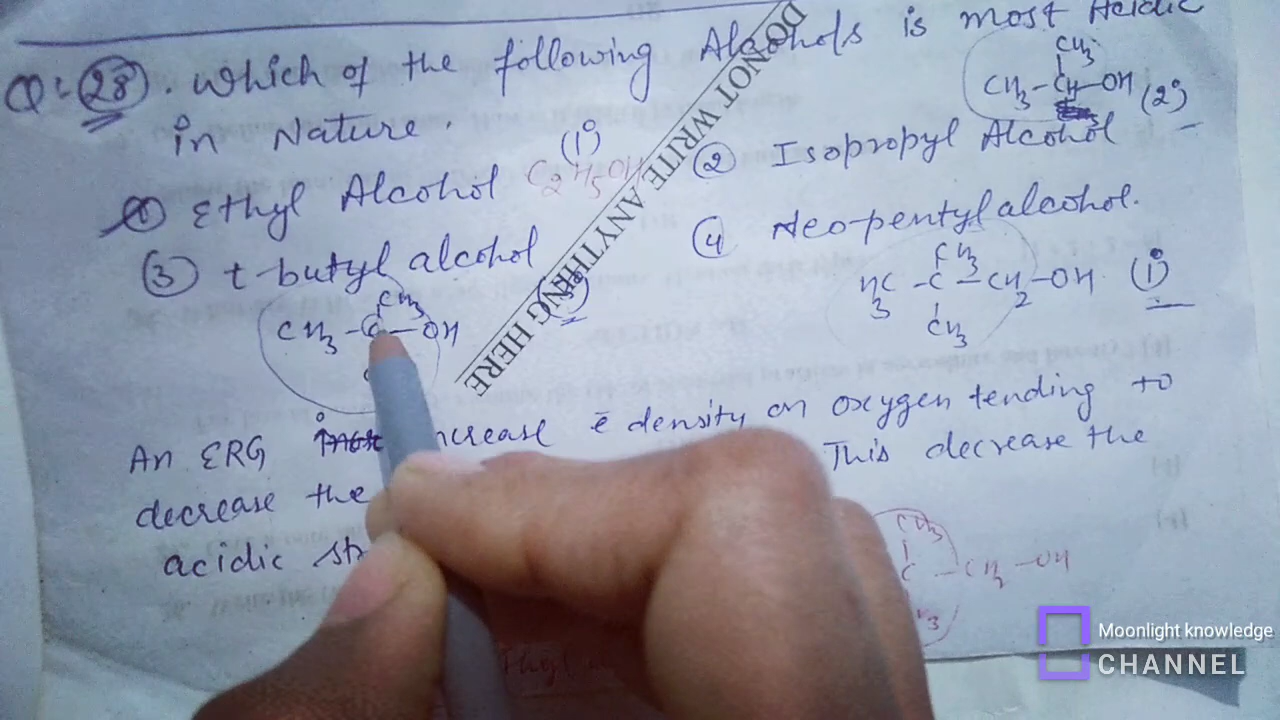 Q: 28. Which of the following Alcohols is most Acidic
in Nature.
CH3
CH3-CH-OH (2°)
(1) Ethyl Alcohol C2H5OH (1°)
(2) Isopropyl Alcohol
(3) t-butyl alcohol
(4) Neo-pentyl alcohol.
CH3
CH3-C-OH
CH3
H3C-C-CH2-OH (1°)
CH3
An ERG increase ē density on oxygen tending to
decrease the This decrease the
acidic
CH3
C-CH2-OH
DO NOT WRITE ANYTHING HERE
Moonlight knowledge
CHANNEL